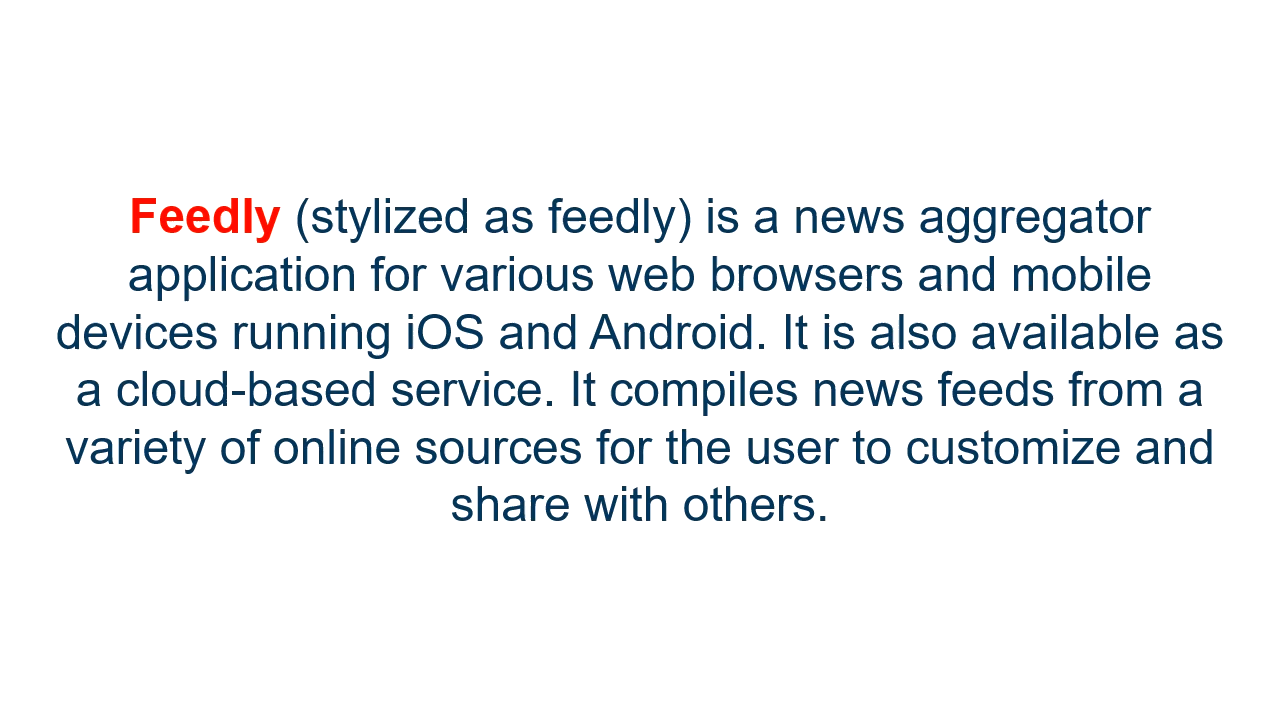 Feedly (stylized as feedly) is a news aggregator
application for various web browsers and mobile
devices running iOS and Android. It is also available as
a cloud-based service. It compiles news feeds from a
variety of online sources for the user to customize and
share with others.